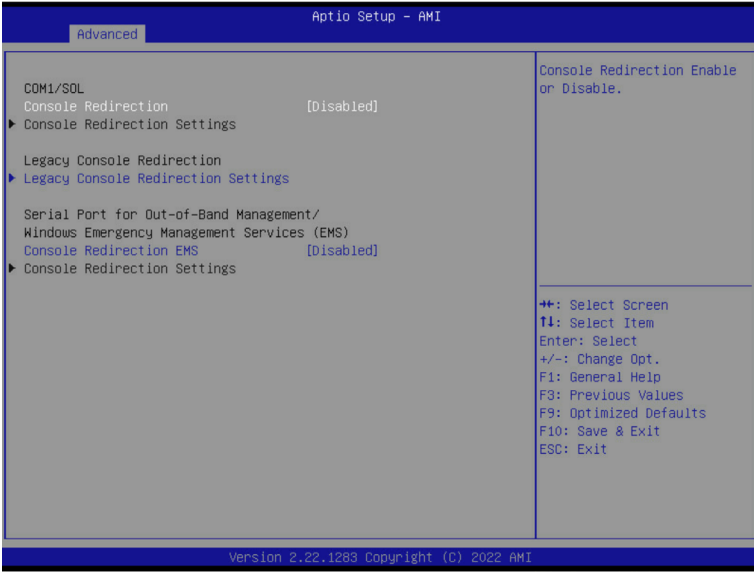 Aptio Setup – AMI
Advanced
COM1/SOL
Console Redirection [Disabled]
▶ Console Redirection Settings
Legacy Console Redirection
▶ Legacy Console Redirection Settings
Serial Port for Out-of-Band Management/
Windows Emergency Management Services (EMS)
Console Redirection EMS [Disabled]
▶ Console Redirection Settings
Console Redirection Enable
or Disable.
→←: Select Screen
↑↓: Select Item
Enter: Select
+/-: Change Opt.
F1: General Help
F3: Previous Values
F9: Optimized Defaults
F10: Save & Exit
ESC: Exit
Version 2.22.1283 Copyright (C) 2022 AMI